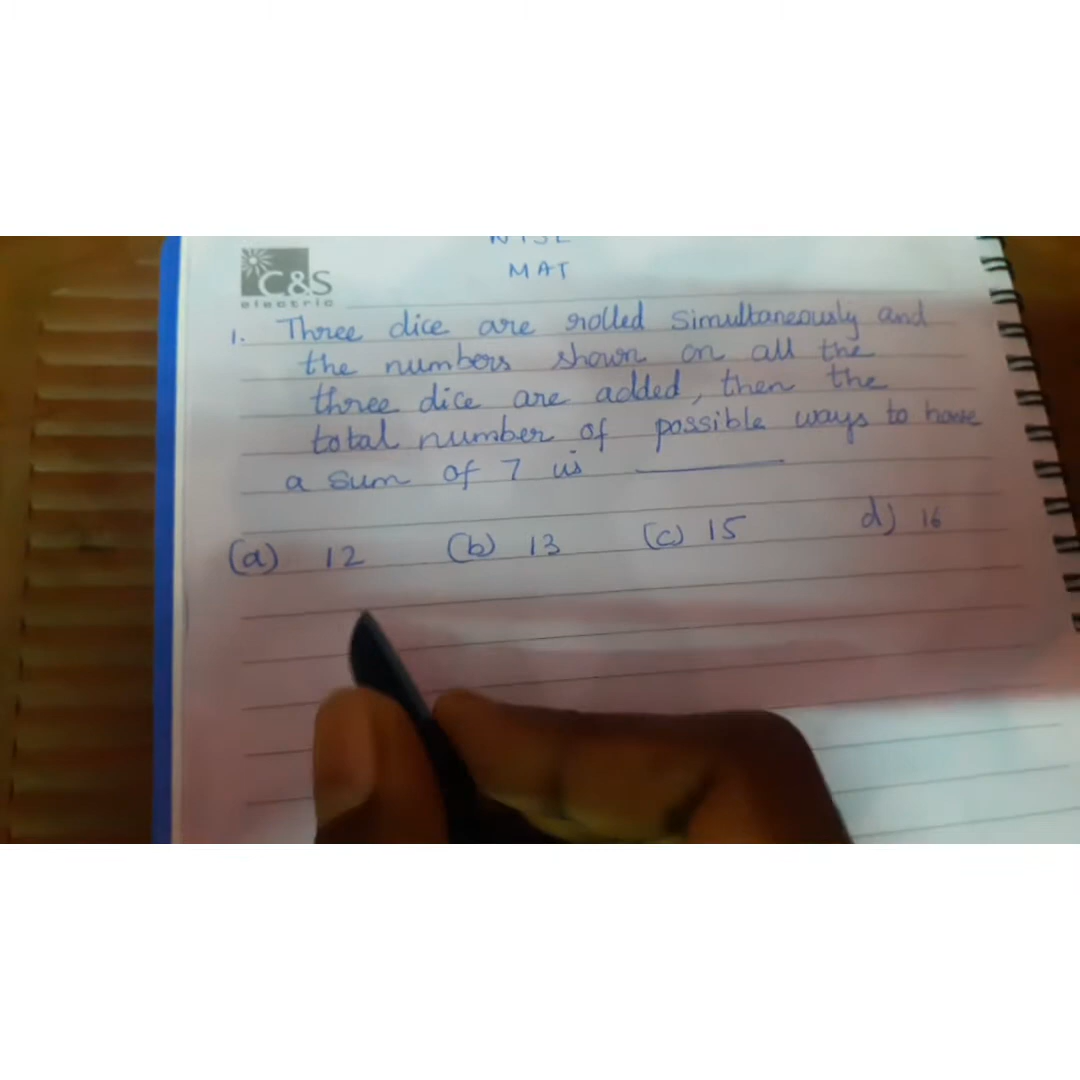 C&S
electric
MAT
1. Three dice are rolled simultaneously and
the numbers shown on all the
three dice are added, then the
total number of possible ways to have
a sum of 7 is ______
(a) 12 (b) 13 (c) 15 d) 16